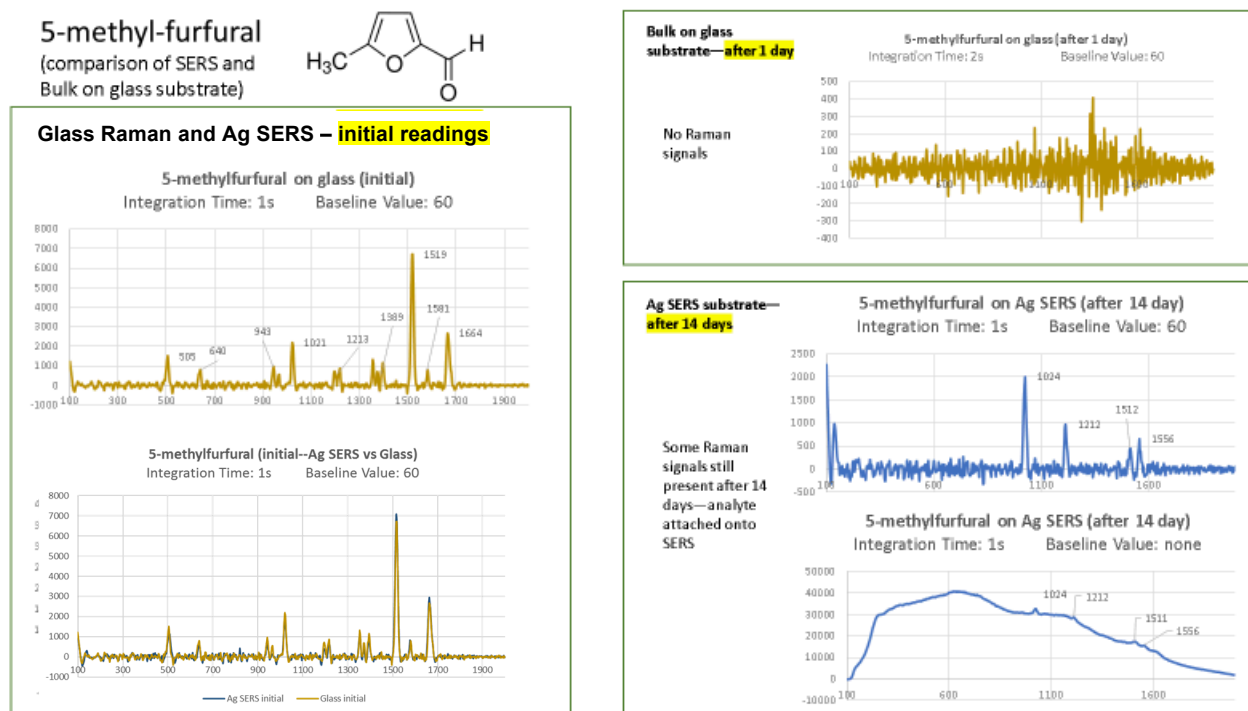 5-methyl-furfural
(comparison of SERS and
Bulk on glass substrate)
H₃C
O
H
O
Glass Raman and Ag SERS – initial readings
5-methylfurfural on glass (initial)
Integration Time: 1s Baseline Value: 60
8000
7000
6000
5000
4000
3000
2000
1000
0
-1000
505
640
943
1021
1213
1389
1519
1581
1664
100 300 500 700 900 1100 1300 1500 1700 1900
5-methylfurfural (initial--Ag SERS vs Glass)
Integration Time: 1s Baseline Value: 60
8000
7000
6000
5000
4000
3000
2000
1000
0
-1000
100 300 500 700 900 1100 1300 1500 1700 1900
Ag SERS initial Glass initial
Bulk on glass
substrate—after 1 day
No Raman
signals
5-methylfurfural on glass (after 1 day)
Integration Time: 2s Baseline Value: 60
500
400
300
200
100
0
-100
-200
-300
-400
100 600 1100 1600
Ag SERS substrate—
after 14 days
Some Raman
signals still
present after 14
days—analyte
attached onto
SERS
5-methylfurfural on Ag SERS (after 14 day)
Integration Time: 1s Baseline Value: 60
2500
2000
1500
1000
500
0
-500
1024
1212
1512
1556
100 600 1100 1600
5-methylfurfural on Ag SERS (after 14 day)
Integration Time: 1s Baseline Value: none
50000
40000
30000
20000
10000
0
-10000
1024
1212
1511
1556
100 600 1100 1600